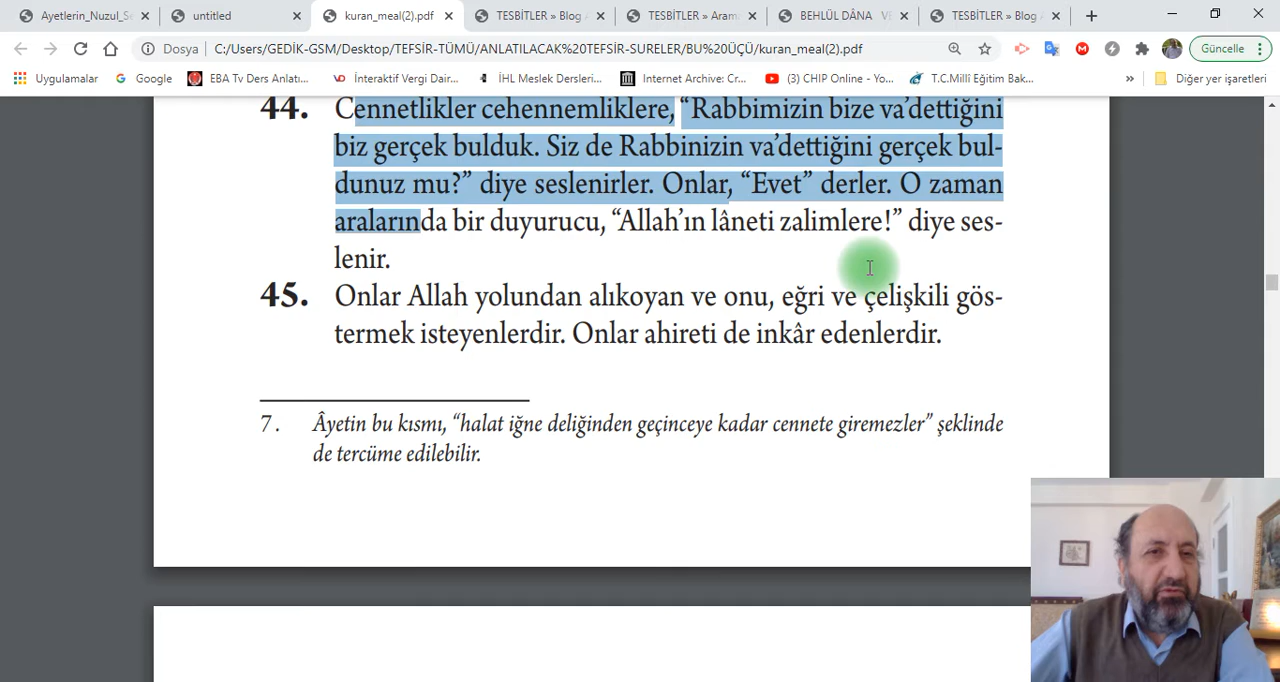 Ayetlerin_Nuzul_Se
untitled
kuran_meal(2).pdf
TESBİTLER » Blog A
TESBİTLER » Aram
BEHLÜL DÂNA VE
TESBİTLER » Blog A
Dosya
C:/Users/GEDİK-GSM/Desktop/TEFSİR-TÜMÜ/ANLATILACAK%20TEFSİR-SURELER/BU%20ÜÇÜ/kuran_meal(2).pdf
Güncelle
Uygulamalar
Google
EBA Tv Ders Anlatı...
İnteraktif Vergi Dair...
İHL Meslek Dersleri...
Internet Archive: Cr...
(3) CHIP Online - Yo...
T.C.Millî Eğitim Bak...
»
Diğer yer işaretleri
44. Cennetlikler cehennemliklere, “Rabbimizin bize va’dettiğini
biz gerçek bulduk. Siz de Rabbinizin va’dettiğini gerçek bul-
dunuz mu?” diye seslenirler. Onlar, “Evet” derler. O zaman
aralarında bir duyurucu, “Allah’ın lâneti zalimlere!” diye ses-
lenir.
45. Onlar Allah yolundan alıkoyan ve onu, eğri ve çelişkili gös-
termek isteyenlerdir. Onlar ahireti de inkâr edenlerdir.
7. Âyetin bu kısmı, “halat iğne deliğinden geçinceye kadar cennete giremezler” şeklinde
de tercüme edilebilir.